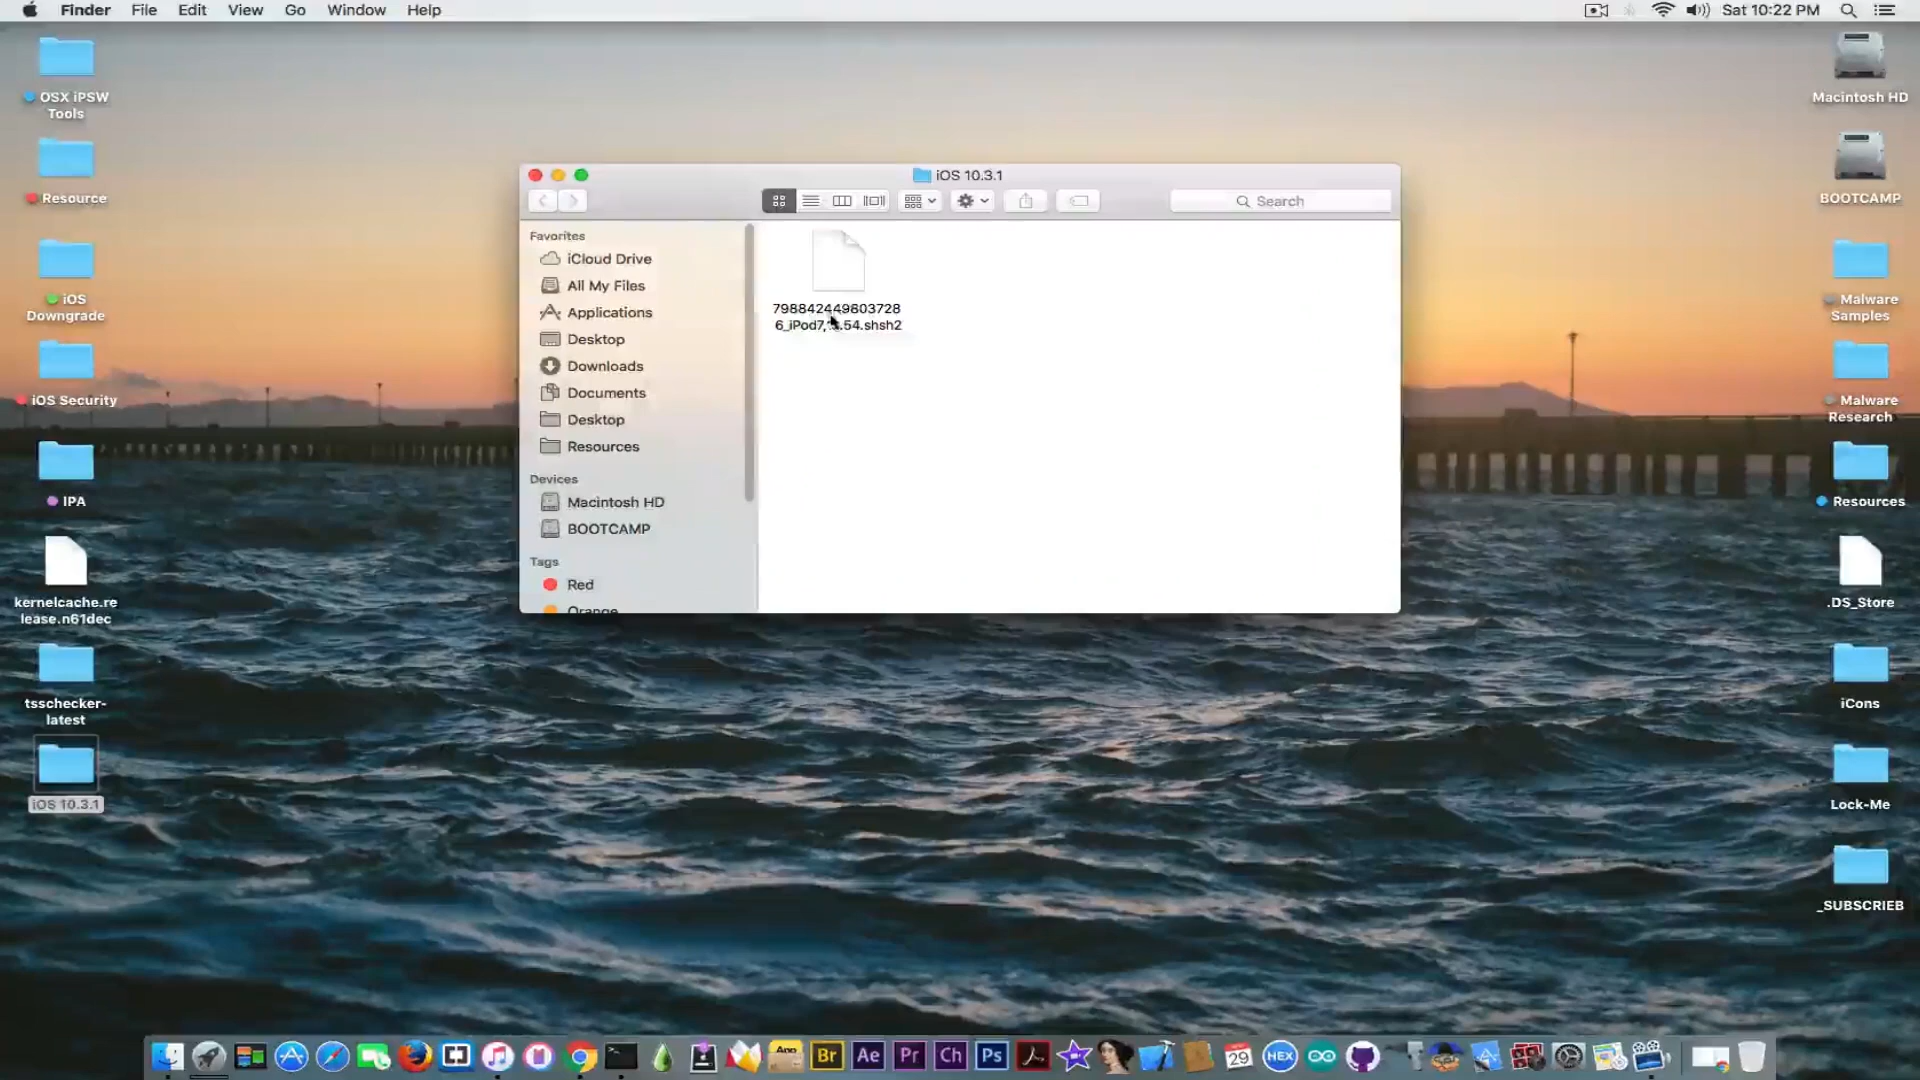 Finder File Edit View Go Window Help
Sat 10:22 PM
OSX iPSW
Tools
Resource
iOS
Downgrade
iOS Security
IPA
kernelcache.re
lease.n61dec
tsschecker-
latest
iOS 10.3.1
iOS 10.3.1
Search
Favorites
iCloud Drive
All My Files
Applications
Desktop
Downloads
Documents
Desktop
Resources
Devices
Macintosh HD
BOOTCAMP
Tags
Red
Orange
798842449803728
Macintosh HD
BOOTCAMP
Malware
Samples
Malware
Research
Resources
.DS_Store
iCons
Lock-Me
_SUBSCRIEB
App
Br Ae Pr Ch Ps
29
HEX